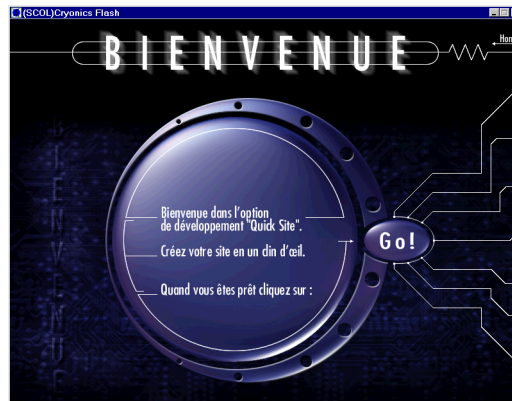 (SCOL)Cryonics Flash
BIENVENUE
BIENVENUE
Bienvenue dans l'option
de développement "Quick Site".
Créez votre site en un clin d'œil.
Quand vous êtes prêt cliquez sur :
Go!